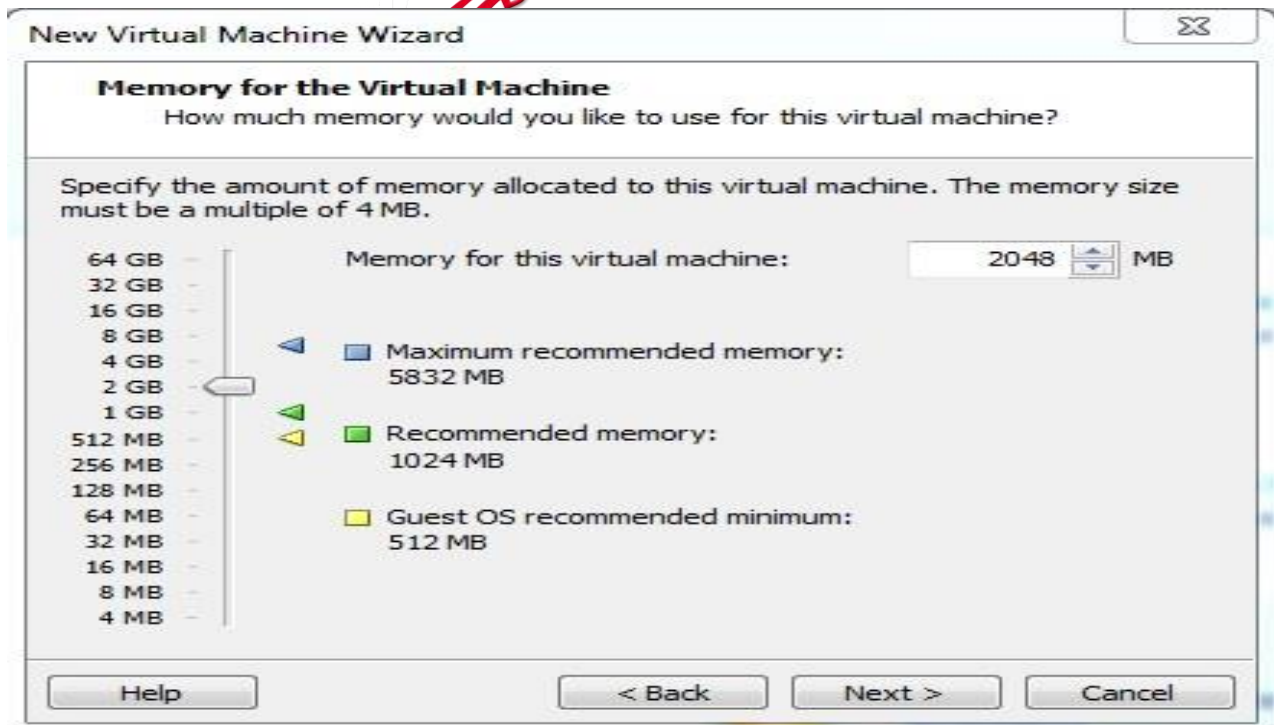 New Virtual Machine Wizard
Memory for the Virtual Machine
How much memory would you like to use for this virtual machine?
Specify the amount of memory allocated to this virtual machine. The memory size
must be a multiple of 4 MB.
64 GB
32 GB
16 GB
8 GB
4 GB
2 GB
1 GB
512 MB
256 MB
128 MB
64 MB
32 MB
16 MB
8 MB
4 MB
Memory for this virtual machine: 2048 MB
Maximum recommended memory:
5832 MB
Recommended memory:
1024 MB
Guest OS recommended minimum:
512 MB
Help < Back Next > Cancel